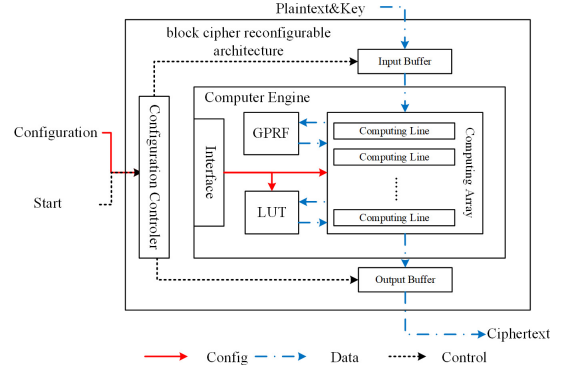 Plaintext&Key
block cipher reconfigurable
architecture
Input Buffer
Computer Engine
Configuration
Start
Configuration Controler
Interface
GPRF
LUT
Computing Line
Computing Line
Computing Line
Computing Array
Output Buffer
Ciphertext
Config
Data
Control